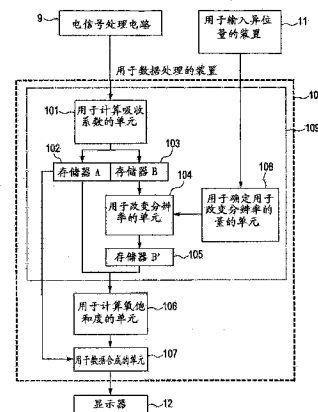 9
电信号处理电路
用于输入异位
量的装置
11
用于数据处理的装置
10
109
101
用于计算吸收
系数的单元
102
103
存储器 A
存储器 B
104
用于改变分辨
率的单元
108
用于确定用于
改变分辨率的
量的单元
存储器 B'
105
用于计算氧饱
和度的单元
106
用于数据合成的单元
107
显示器
12